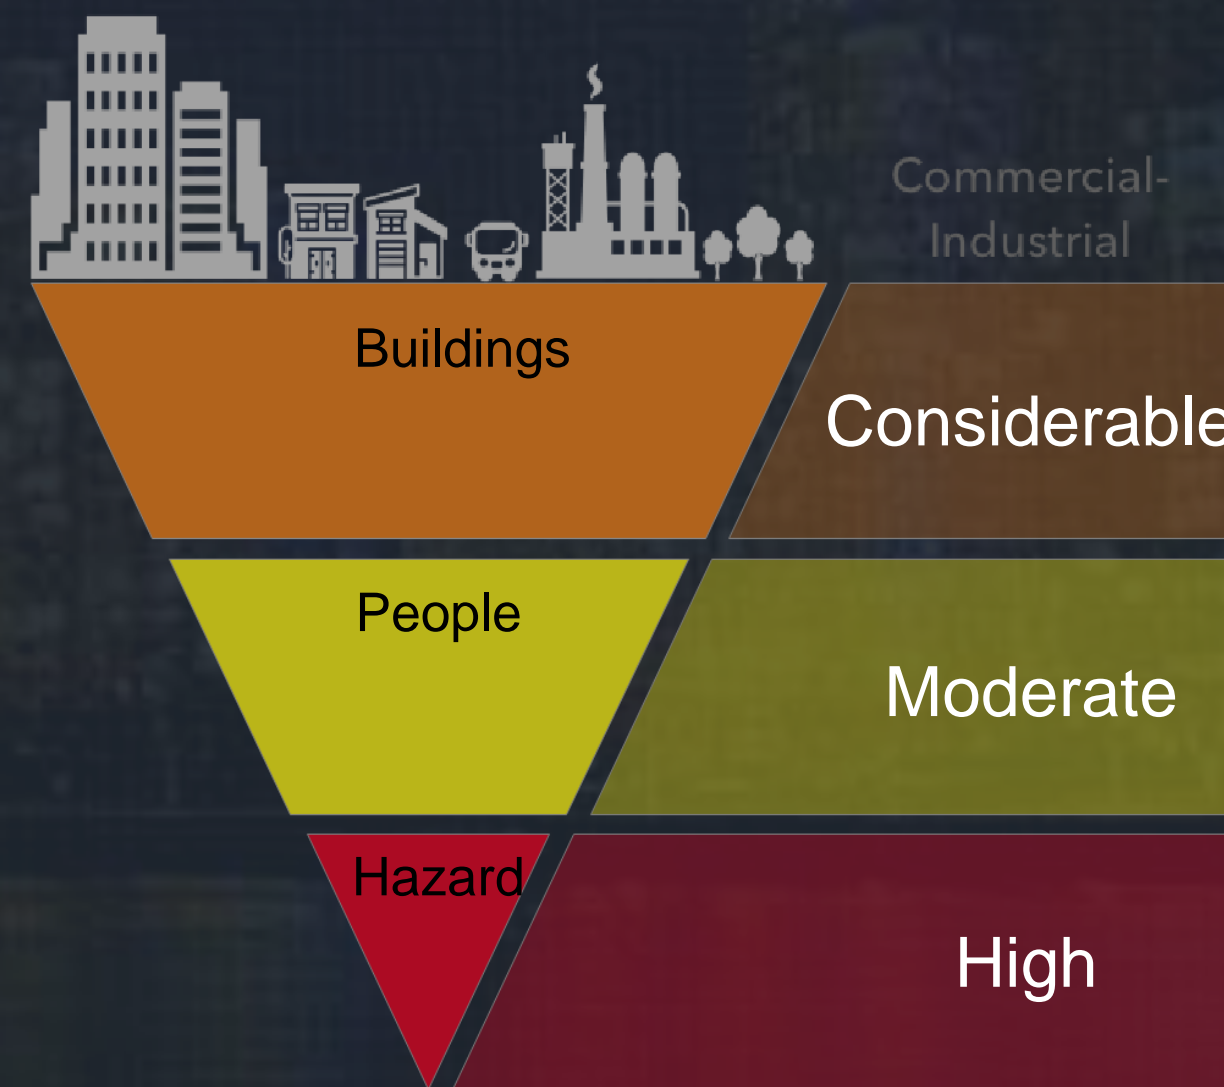 Commercial-
Industrial
Buildings
Considerable
People
Moderate
Hazard
High